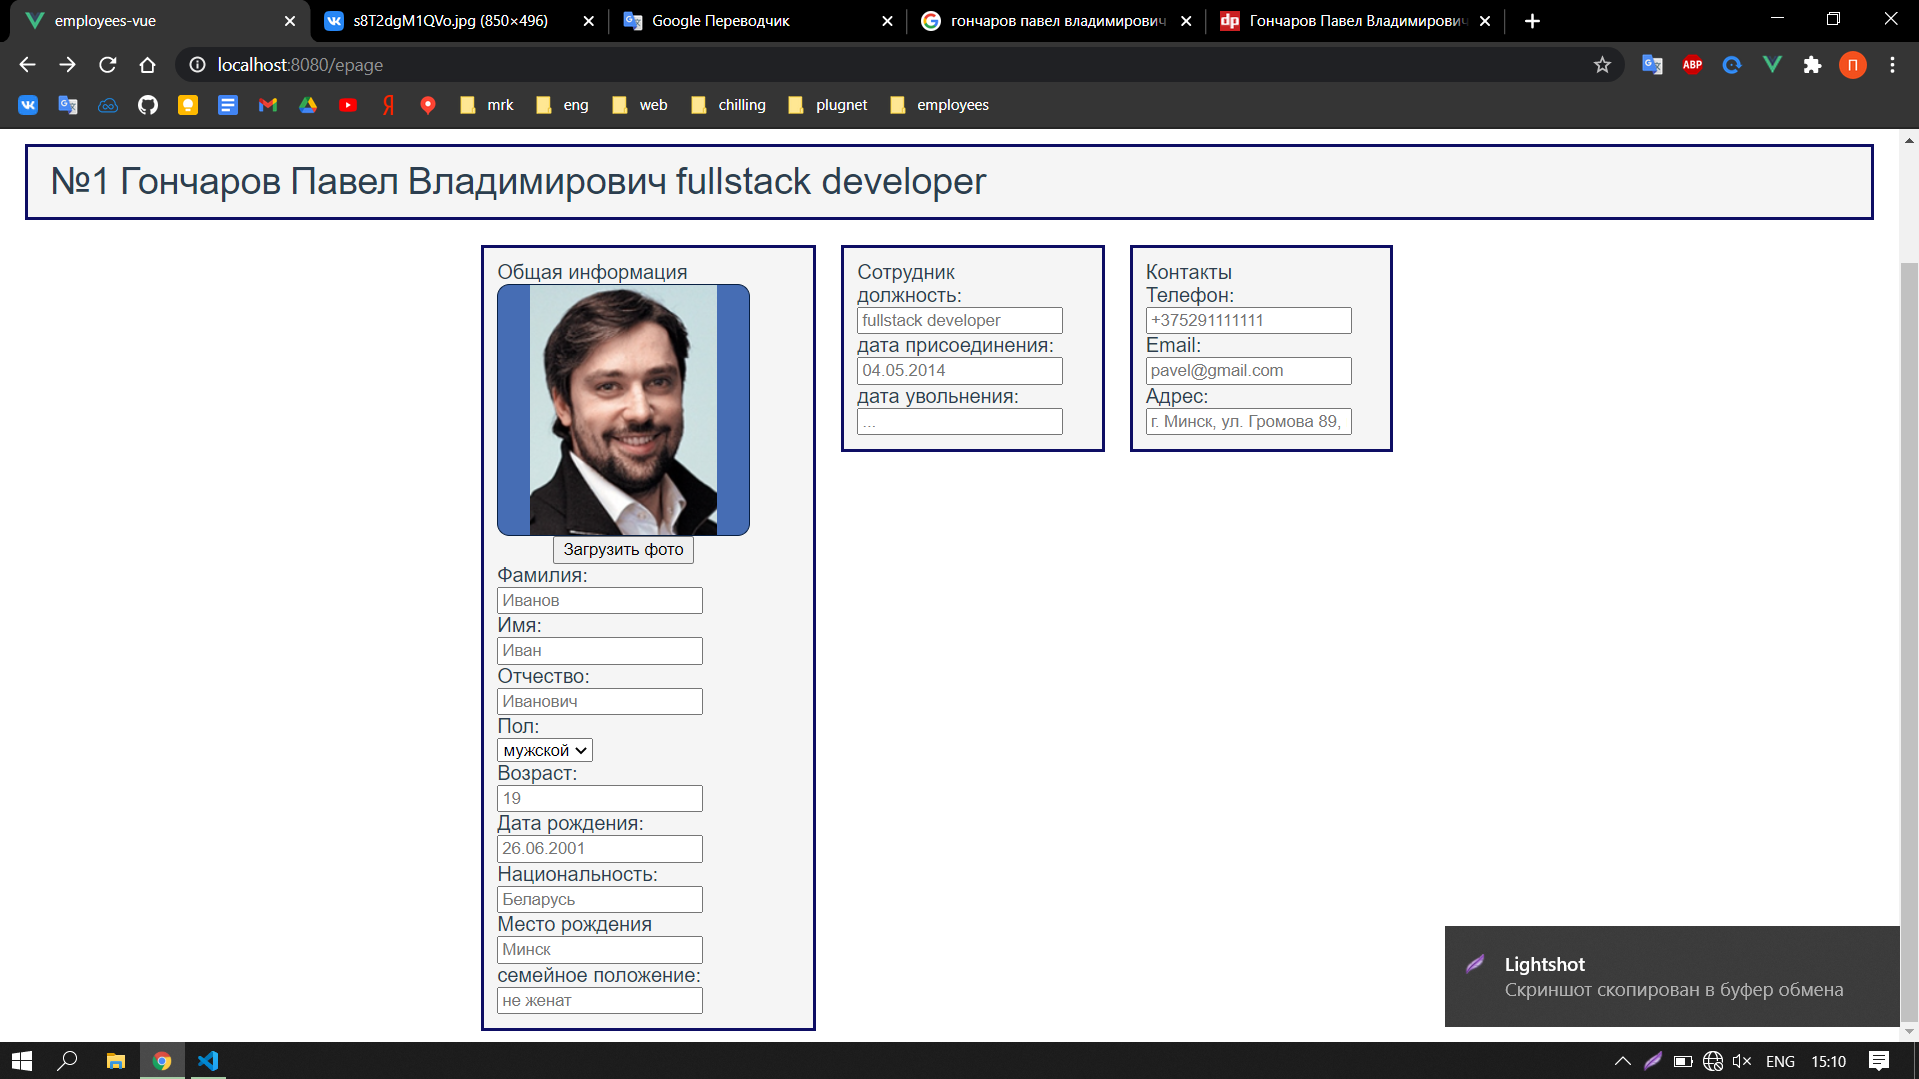 employees-vue
s8T2dgM1QVo.jpg (850×496)
Google Переводчик
гончаров павел владимирович
Гончаров Павел Владимирович
localhost:8080/epage
ABP
П
mrk
eng
web
chilling
plugnet
employees
№1 Гончаров Павел Владимирович fullstack developer
Общая информация
Загрузить фото
Фамилия:
Иванов
Имя:
Иван
Отчество:
Иванович
Пол:
мужской
Возраст:
19
Дата рождения:
26.06.2001
Национальность:
Беларусь
Место рождения
Минск
семейное положение:
не женат
Сотрудник
должность:
fullstack developer
дата присоединения:
04.05.2014
дата увольнения:
...
Контакты
Телефон:
+375291111111
Email:
pavel@gmail.com
Адрес:
г. Минск, ул. Громова 89,
Lightshot
Скриншот скопирован в буфер обмена
ENG
15:10